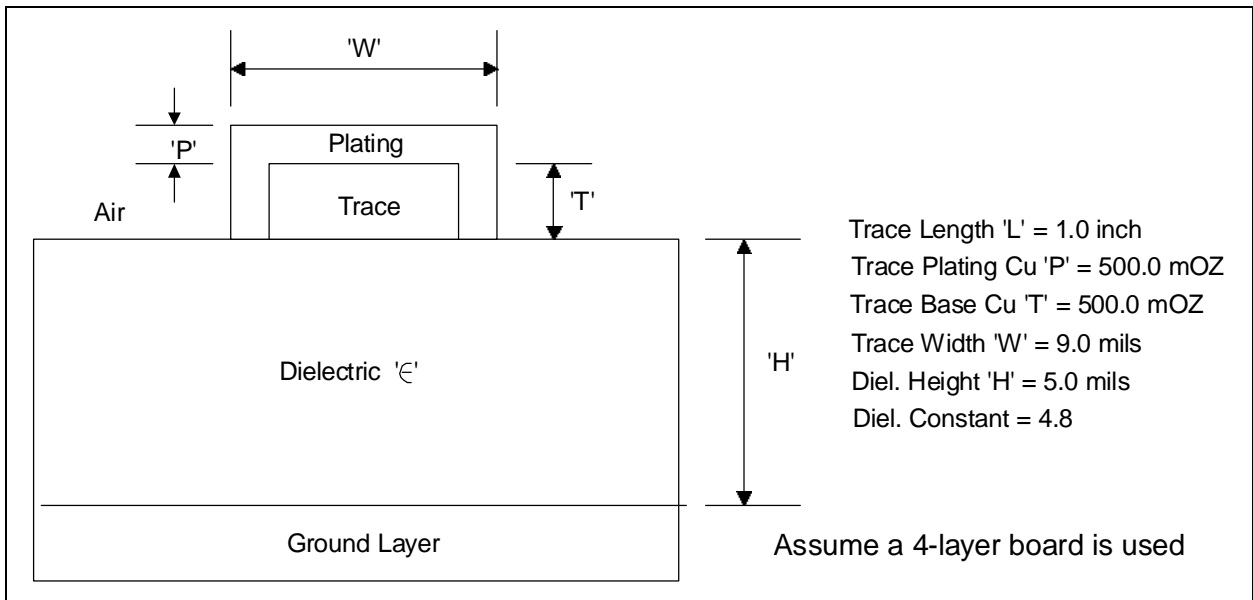 'W'
'P'
Plating
Trace
'T'
Air
Trace Length 'L' = 1.0 inch
Trace Plating Cu 'P' = 500.0 mOZ
Trace Base Cu 'T' = 500.0 mOZ
Trace Width 'W' = 9.0 mils
Diel. Height 'H' = 5.0 mils
Diel. Constant = 4.8
Dielectric '∈'
'H'
Ground Layer
Assume a 4-layer board is used